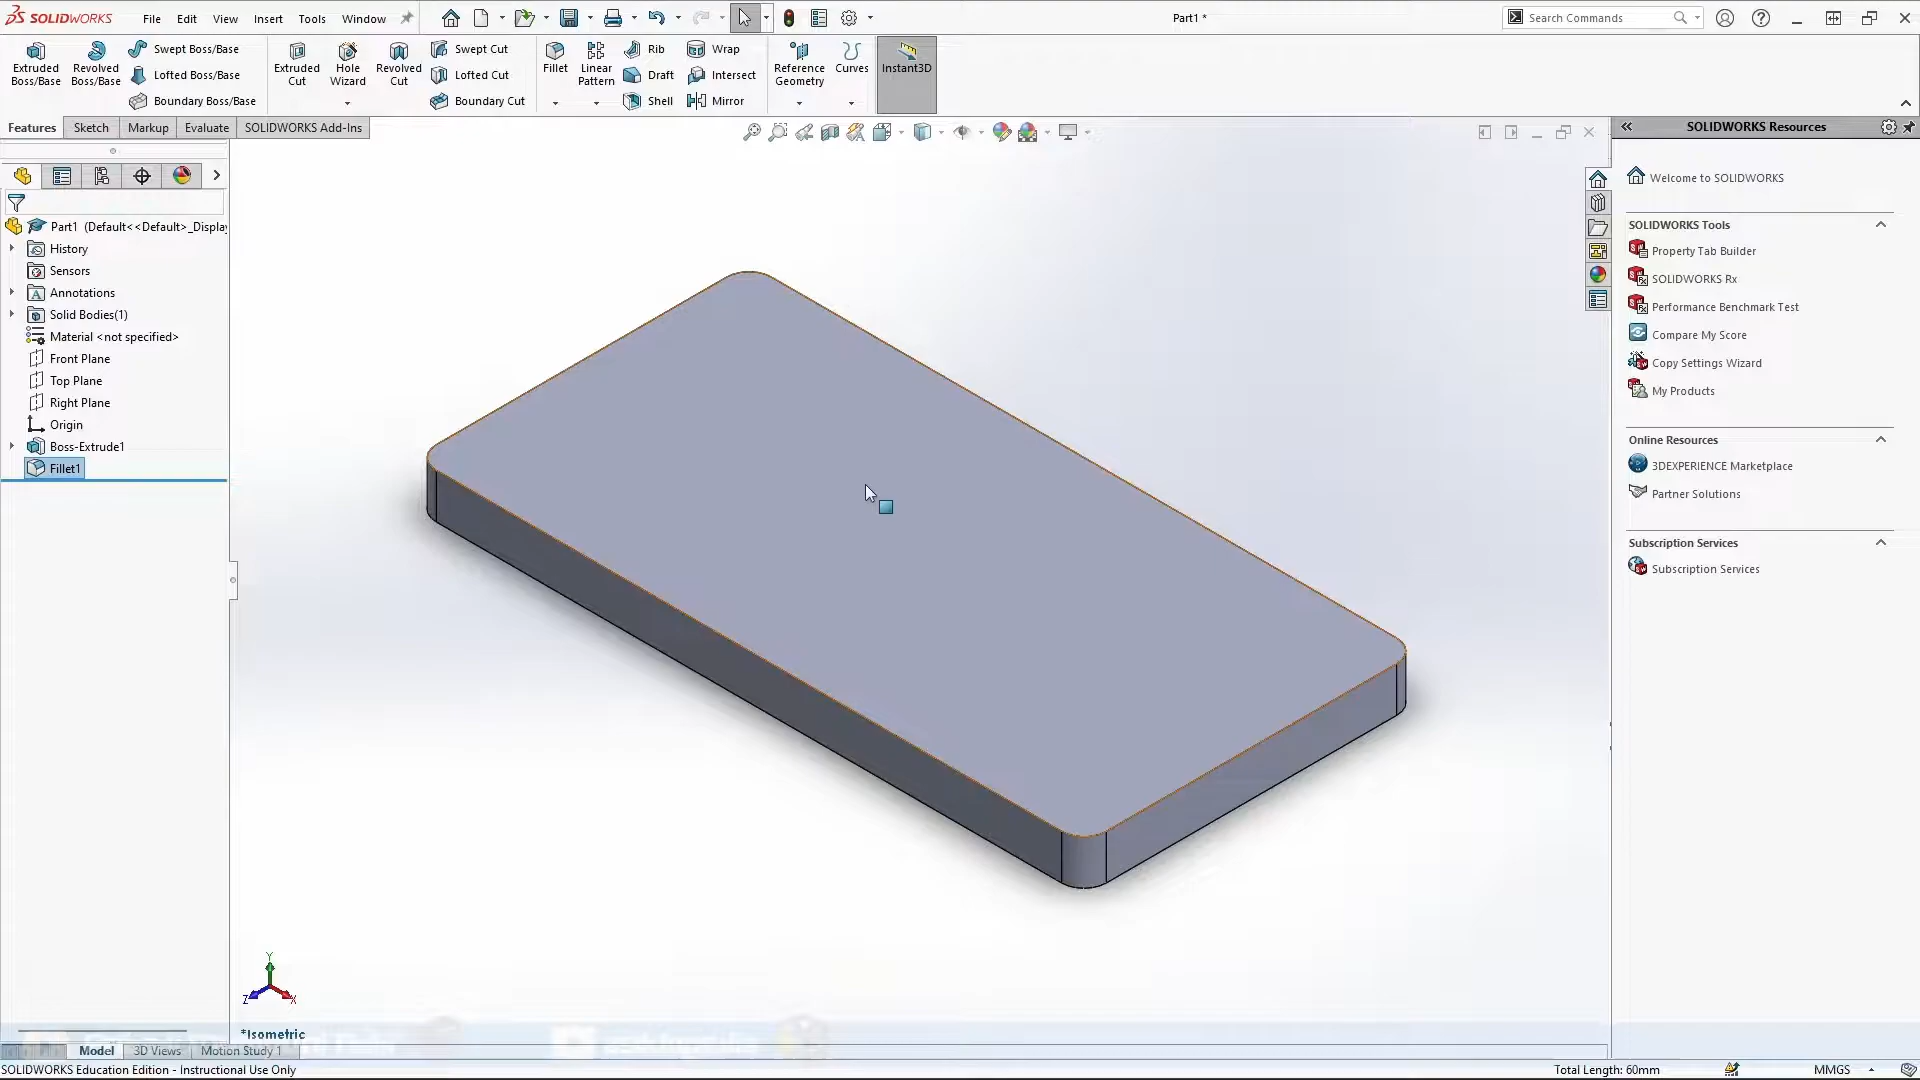 SOLIDWORKS File Edit View Insert Tools Window Part1 * Search Commands
Extruded Boss/Base
Revolved Boss/Base
Swept Boss/Base
Lofted Boss/Base
Boundary Boss/Base
Extruded Cut
Hole Wizard
Revolved Cut
Swept Cut
Lofted Cut
Boundary Cut
Fillet
Linear Pattern
Rib
Draft
Shell
Wrap
Intersect
Mirror
Reference Geometry
Curves
Instant3D
Features Sketch Markup Evaluate SOLIDWORKS Add-Ins
Part1 (Default<<Default>_Display
History
Sensors
Annotations
Solid Bodies(1)
Material <not specified>
Front Plane
Top Plane
Right Plane
Origin
Boss-Extrude1
Fillet1
Y
Z X
*Isometric
SOLIDWORKS Resources
Welcome to SOLIDWORKS
SOLIDWORKS Tools
Property Tab Builder
SOLIDWORKS Rx
Performance Benchmark Test
Compare My Score
Copy Settings Wizard
My Products
Online Resources
3DEXPERIENCE Marketplace
Partner Solutions
Subscription Services
Subscription Services
Model 3D Views Motion Study 1
SOLIDWORKS Education Edition - Instructional Use Only Total Length: 60mm MMGS